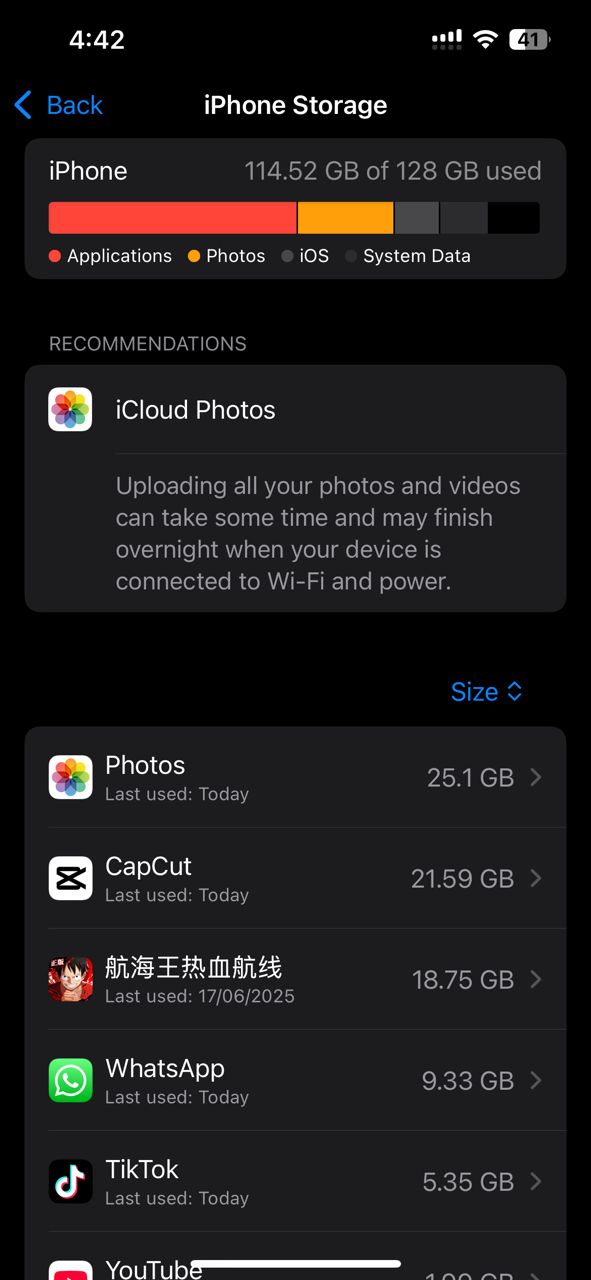 4:42
41
Back
iPhone Storage
iPhone 114.52 GB of 128 GB used
Applications Photos iOS System Data
RECOMMENDATIONS
iCloud Photos
Uploading all your photos and videos
can take some time and may finish
overnight when your device is
connected to Wi-Fi and power.
Size
Photos
25.1 GB
Last used: Today
CapCut
21.59 GB
Last used: Today
航海王热血航线
18.75 GB
Last used: 17/06/2025
WhatsApp
9.33 GB
Last used: Today
TikTok
5.35 GB
Last used: Today
YouTube